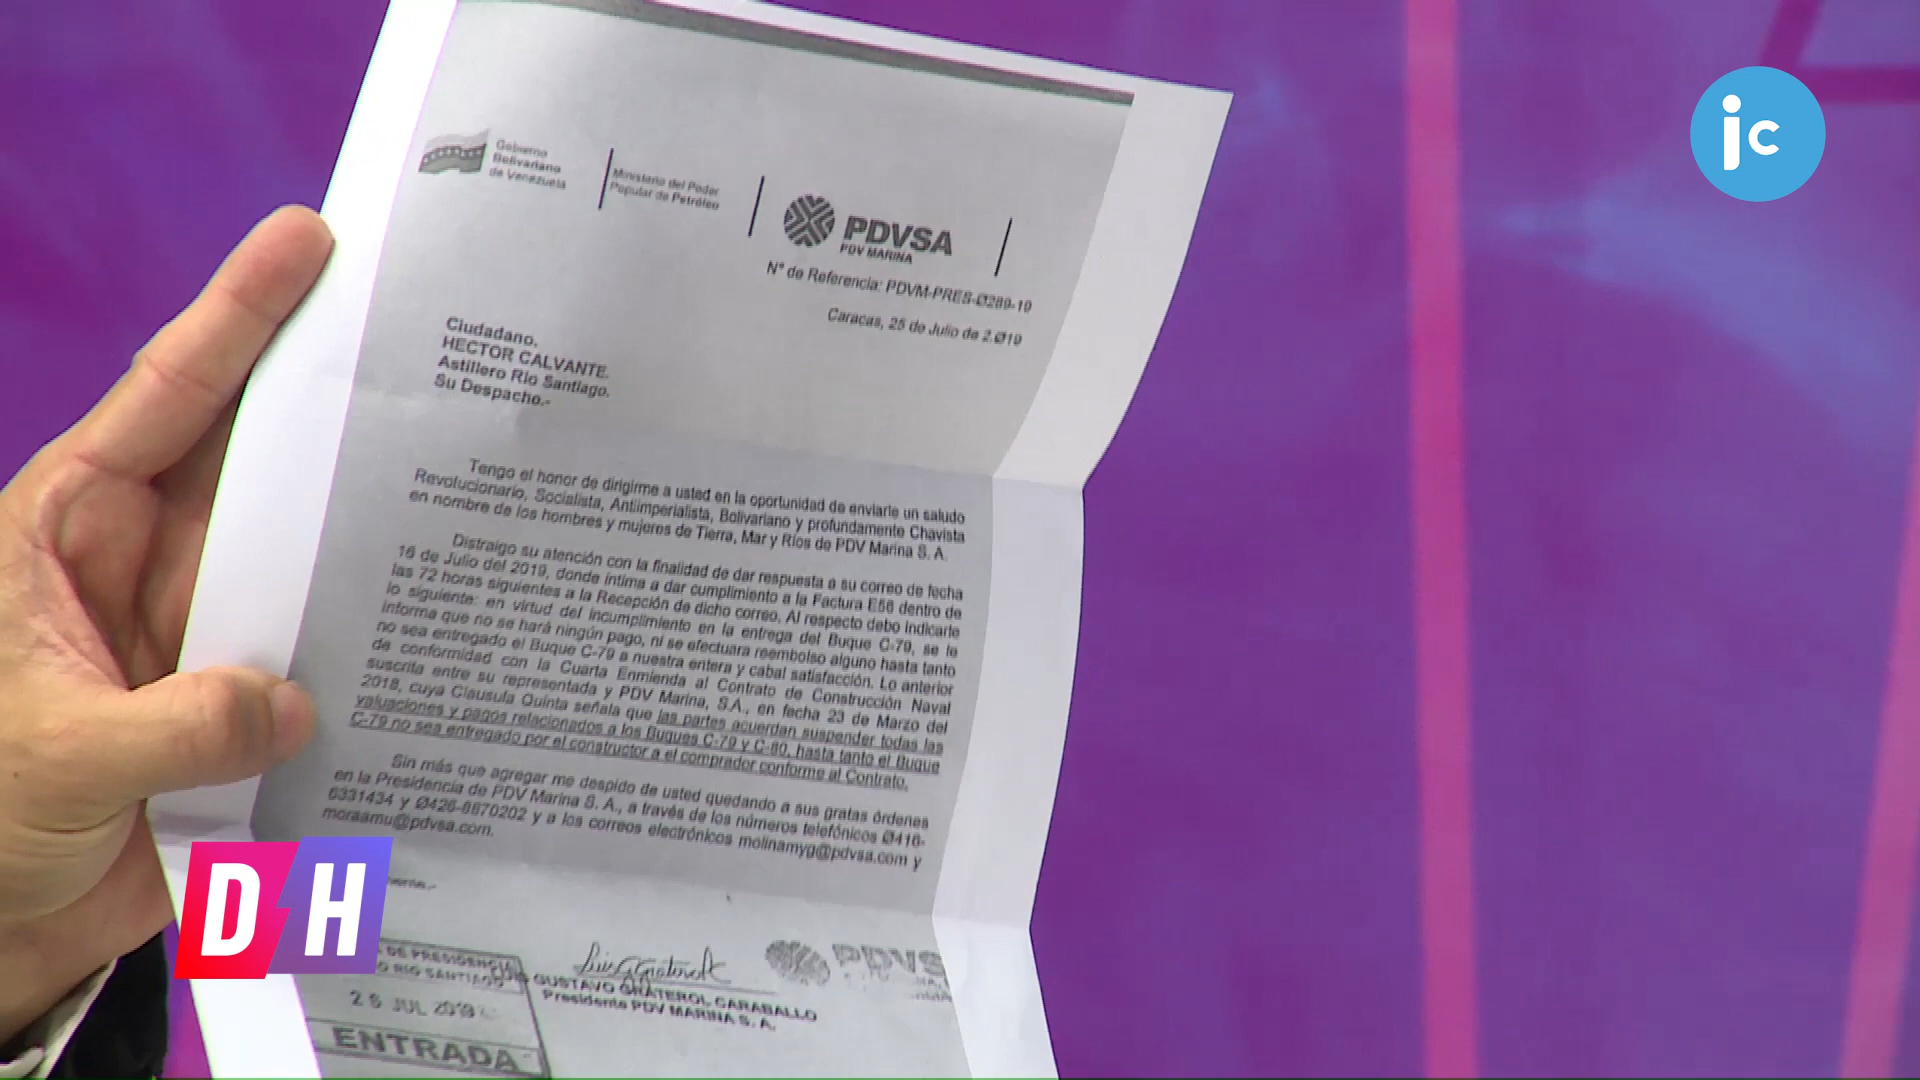 jc
Gobierno
Bolivariano
de Venezuela
Ministerio del Poder
Popular de Petróleo
PDVSA
PDV MARINA
N° de Referencia: PDVM-PRES-Ø289-19
Caracas, 25 de Julio de 2.Ø19
Ciudadano.
HECTOR CALVANTE.
Astillero Río Santiago.
Su Despacho.-
Tengo el honor de dirigirme a usted en la oportunidad de enviarle un saludo
Revolucionario, Socialista, Antiimperialista, Bolivariano y profundamente Chavista
en nombre de los hombres y mujeres de Tierra, Mar y Ríos de PDV Marina S. A.
Distraigo su atención con la finalidad de dar respuesta a su correo de fecha
16 de Julio del 2019, donde íntima a dar cumplimiento a la Factura E56 dentro de
las 72 horas siguientes a la Recepción de dicho correo. Al respecto debo indicarle
lo siguiente: en virtud del incumplimiento en la entrega del Buque C-79, se le
informa que no se hará ningún pago, ni se efectuara reembolso alguno hasta tanto
no sea entregado el Buque C-79 a nuestra entera y cabal satisfacción. Lo anterior
de conformidad con la Cuarta Enmienda al Contrato de Construcción Naval
suscrita entre su representada y PDV Marina, S.A., en fecha 23 de Marzo del
2018, cuya Clausula Quinta señala que las partes acuerdan suspender todas las
valuaciones y pagos relacionados a los Buques C-79 y C-80, hasta tanto el Buque
C-79 no sea entregado por el constructor a el comprador conforme al Contrato.
Sin más que agregar me despido de usted quedando a sus gratas órdenes
en la Presidencia de PDV Marina S. A., a través de los números telefónicos Ø416-
6331434 y Ø426-8870202 y a los correos electrónicos molinamyg@pdvsa.com y
moraamu@pdvsa.com.
DH
DE PRESIDENCIA
RIO SANTIAGO
26 JUL 2019
ENTRADA
GUSTAVO GRATEROL CARABALLO
Presidente PDV MARINA S. A.
PDVS